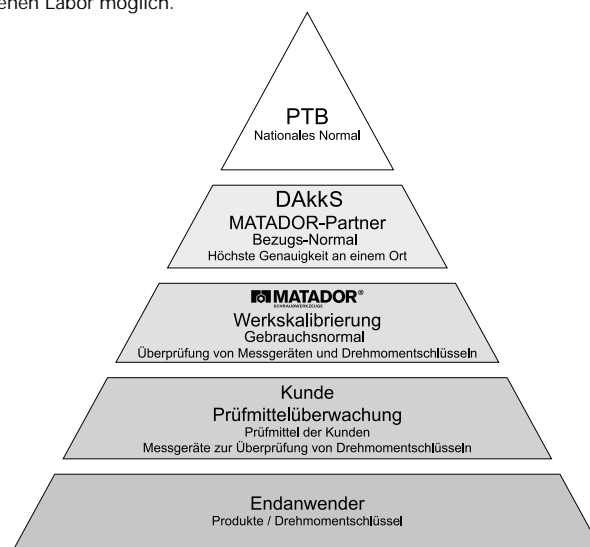 enen Labor möglich.
PTB
Nationales Normal
DAkkS
MATADOR-Partner
Bezugs-Normal
Höchste Genauigkeit an einem Ort
MATADOR®
SCHRAUBWERKZEUGE
Werkskalibrierung
Gebrauchsnormal
Überprüfung von Messgeräten und Drehmomentschlüsseln
Kunde
Prüfmittelüberwachung
Prüfmittel der Kunden
Messgeräte zur Überprüfung von Drehmomentschlüsseln
Endanwender
Produkte / Drehmomentschlüssel